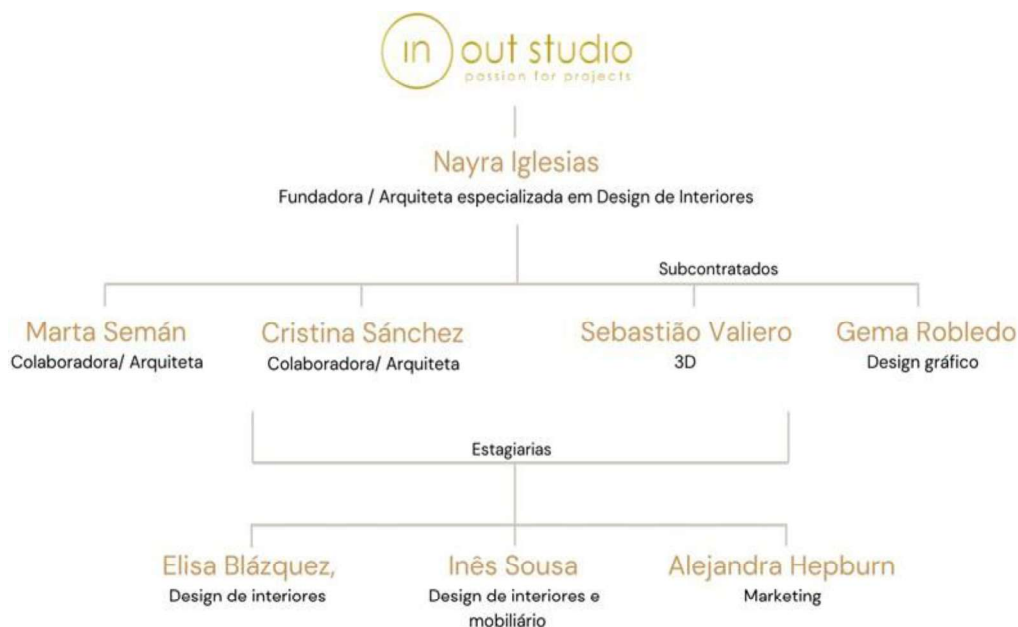 in out studio
passion for projects
Nayra Iglesias
Fundadora / Arquiteta especializada em Design de Interiores
Subcontratados
Marta Semán
Colaboradora/ Arquiteta
Cristina Sánchez
Colaboradora/ Arquiteta
Sebastião Valiero
3D
Gema Robledo
Design gráfico
Estagiarias
Elisa Blázquez,
Design de interiores
Inês Sousa
Design de interiores e
mobiliário
Alejandra Hepburn
Marketing